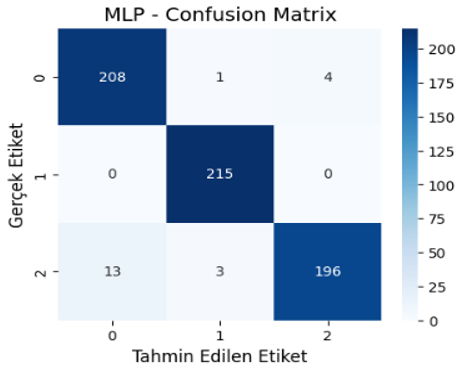 MLP - Confusion Matrix
Gerçek Etiket
0 208 1 4
1 0 215 0
2 13 3 196
0 1 2
Tahmin Edilen Etiket
200
175
150
125
100
75
50
25
0